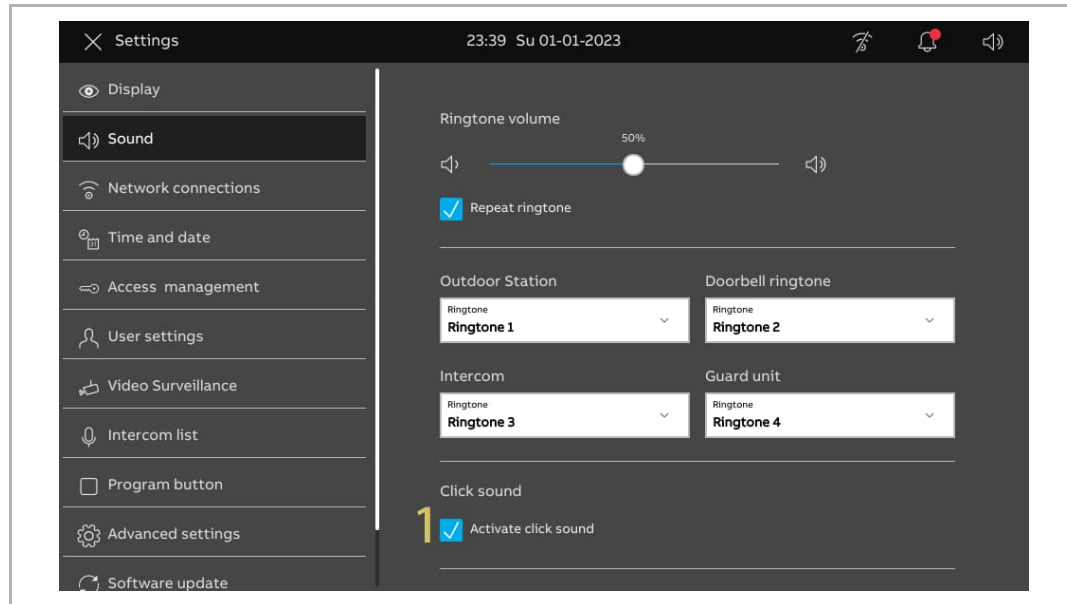 Settings
23:39 Su 01-01-2023
Display
Sound
Network connections
Time and date
Access management
User settings
Video Surveillance
Intercom list
Program button
Advanced settings
Software update
Ringtone volume
50%
Repeat ringtone
Outdoor Station
Doorbell ringtone
Ringtone
Ringtone 1
Ringtone
Ringtone 2
Intercom
Guard unit
Ringtone
Ringtone 3
Ringtone
Ringtone 4
Click sound
1
Activate click sound